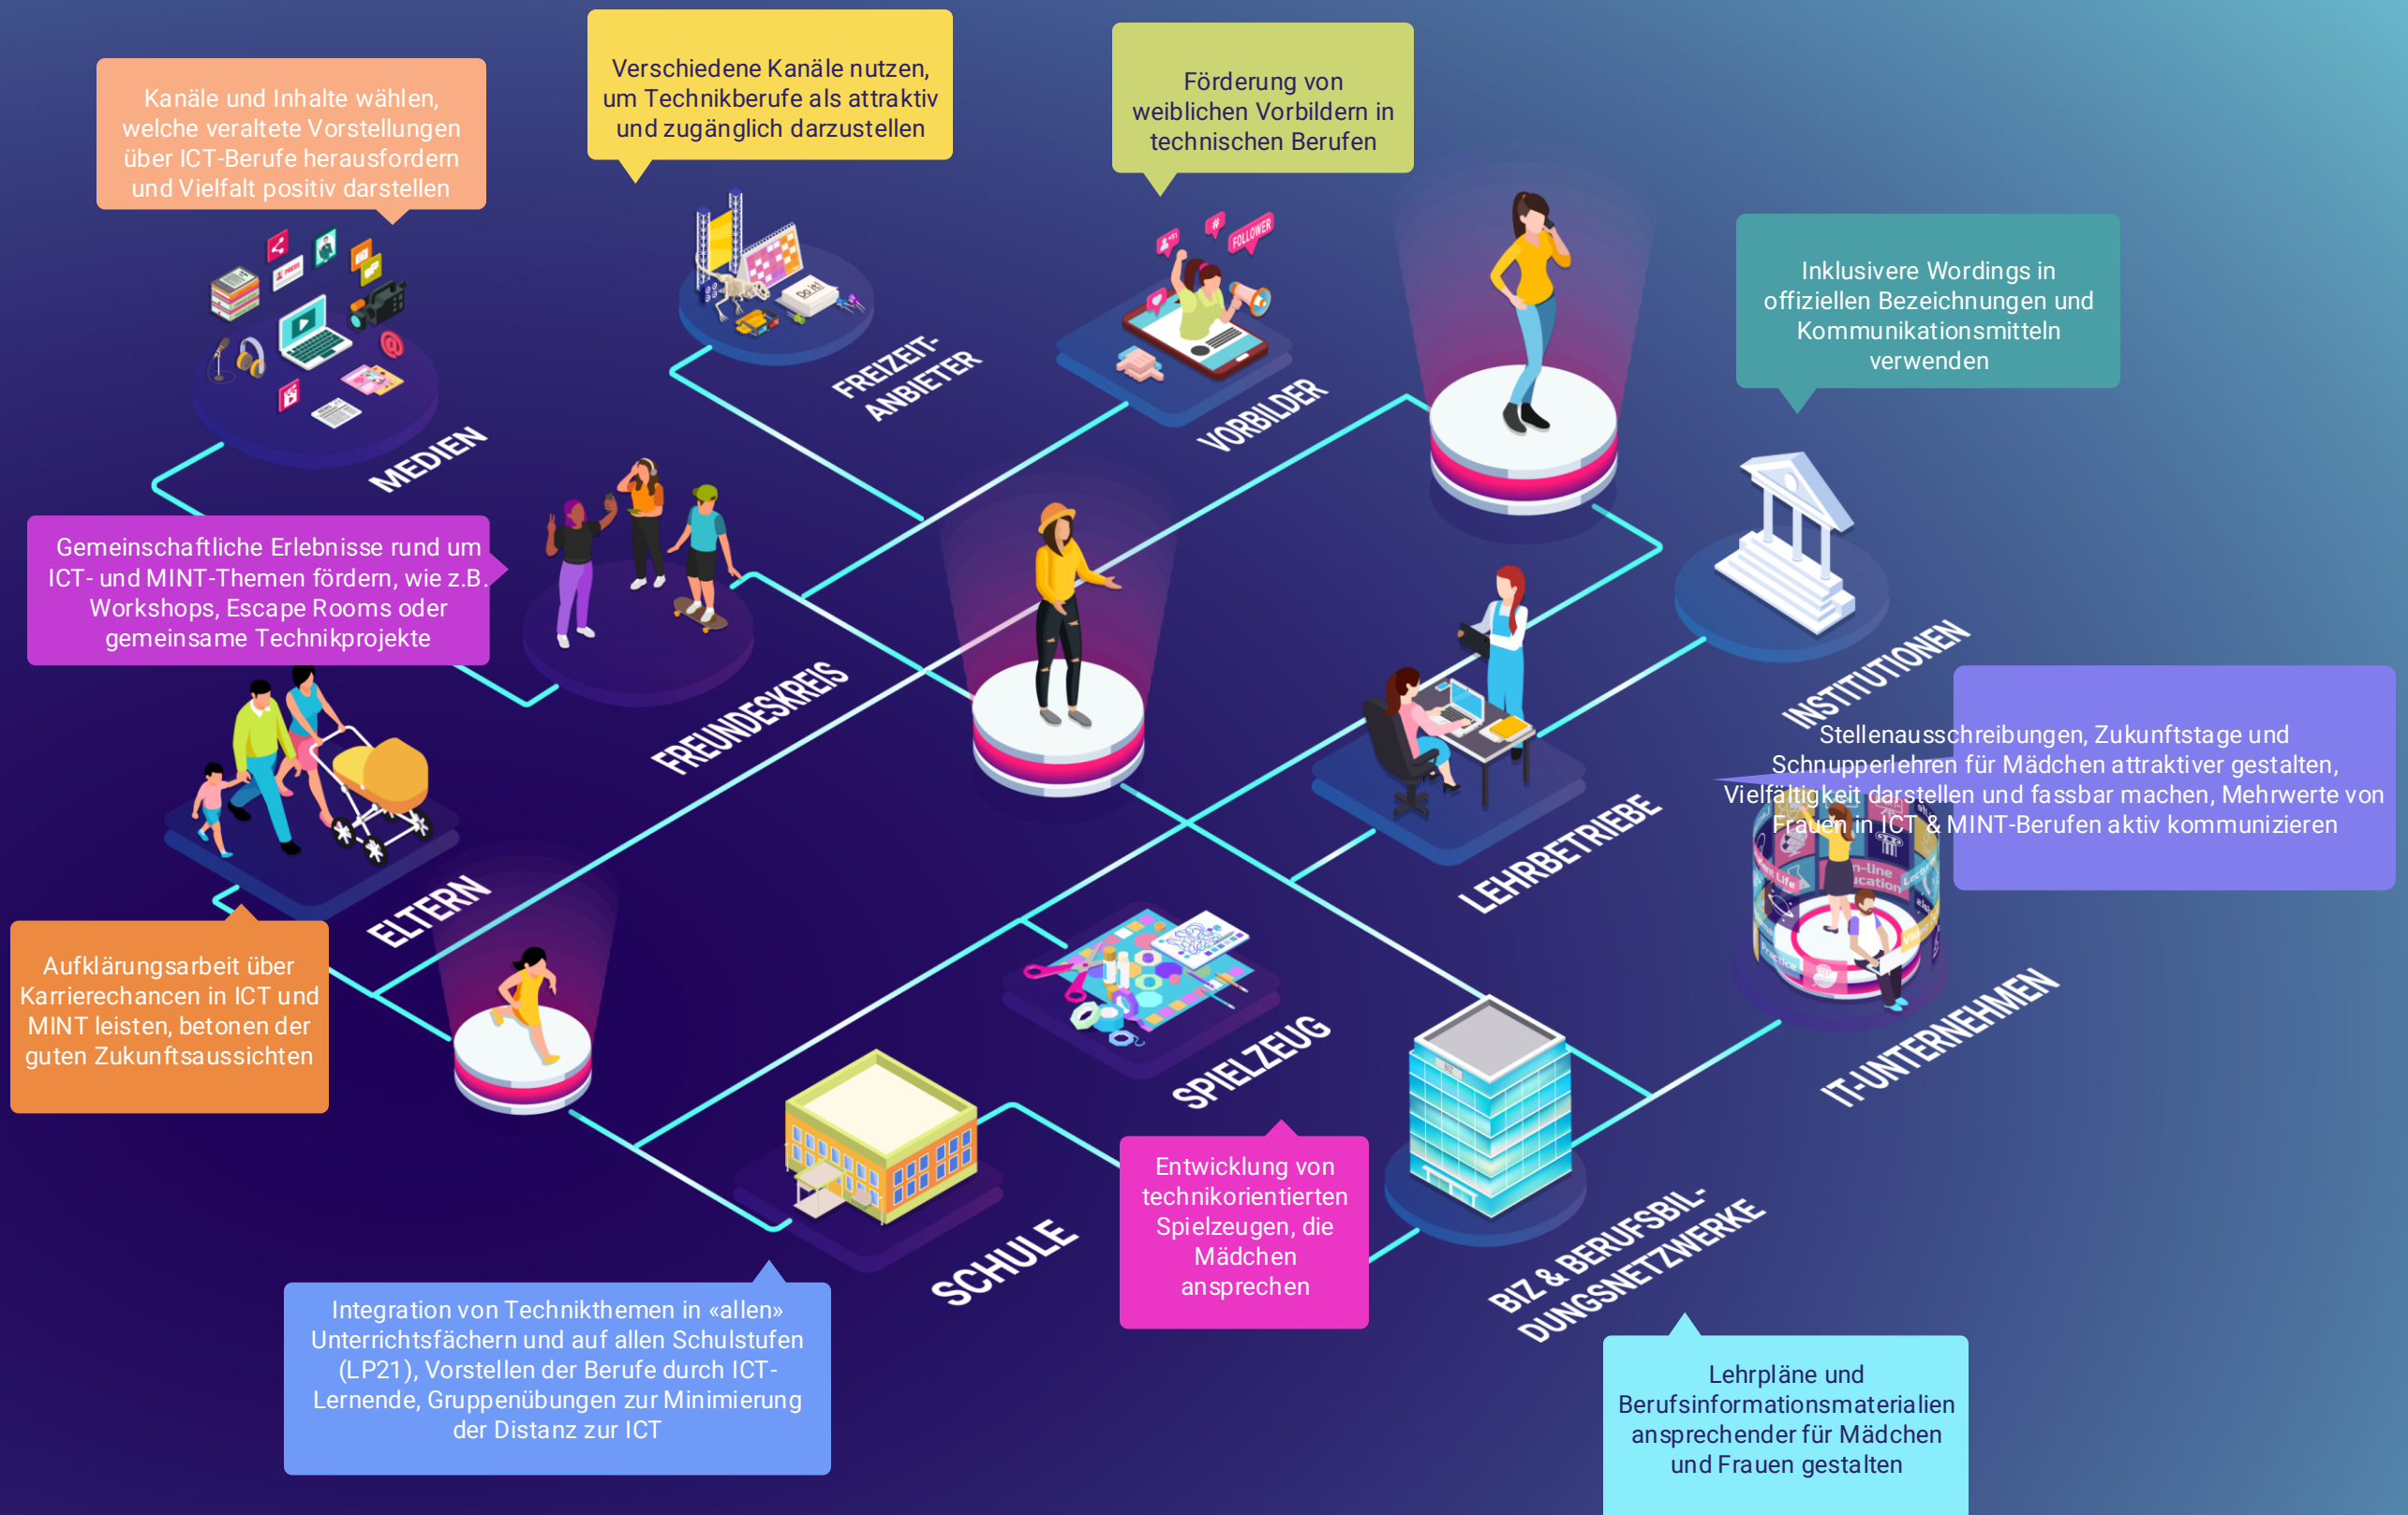 Kanäle und Inhalte wählen,
welche veraltete Vorstellungen
über ICT-Berufe herausfordern
und Vielfalt positiv darstellen
MEDIEN
Verschiedene Kanäle nutzen,
um Technikberufe als attraktiv
und zugänglich darzustellen
Do it!
FREIZEIT-
ANBIETER
Förderung von
weiblichen Vorbildern in
technischen Berufen
#
FOLLOWER
VORBILDER
Inklusivere Wordings in
offiziellen Bezeichnungen und
Kommunikationsmitteln
verwenden
INSTITUTIONEN
Gemeinschaftliche Erlebnisse rund um
ICT- und MINT-Themen fördern, wie z.B.
Workshops, Escape Rooms oder
gemeinsame Technikprojekte
FREUNDESKREIS
Stellenausschreibungen, Zukunftstage und
Schnupperlehren für Mädchen attraktiver gestalten,
Vielfältigkeit darstellen und fassbar machen, Mehrwerte von
Frauen in ICT & MINT-Berufen aktiv kommunizieren
Practice
IT-UNTERNEHMEN
LEHRBETRIEBE
ELTERN
Aufklärungsarbeit über
Karrierechancen in ICT und
MINT leisten, betonen der
guten Zukunftsaussichten
SPIELZEUG
Entwicklung von
technikorientierten
Spielzeugen, die
Mädchen
ansprechen
SCHULE
Integration von Technikthemen in «allen»
Unterrichtsfächern und auf allen Schulstufen
(LP21), Vorstellen der Berufe durch ICT-
Lernende, Gruppenübungen zur Minimierung
der Distanz zur ICT
BIZ & BERUFSBIL-
DUNGSNETZWERKE
Lehrpläne und
Berufsinformationsmaterialien
ansprechender für Mädchen
und Frauen gestalten